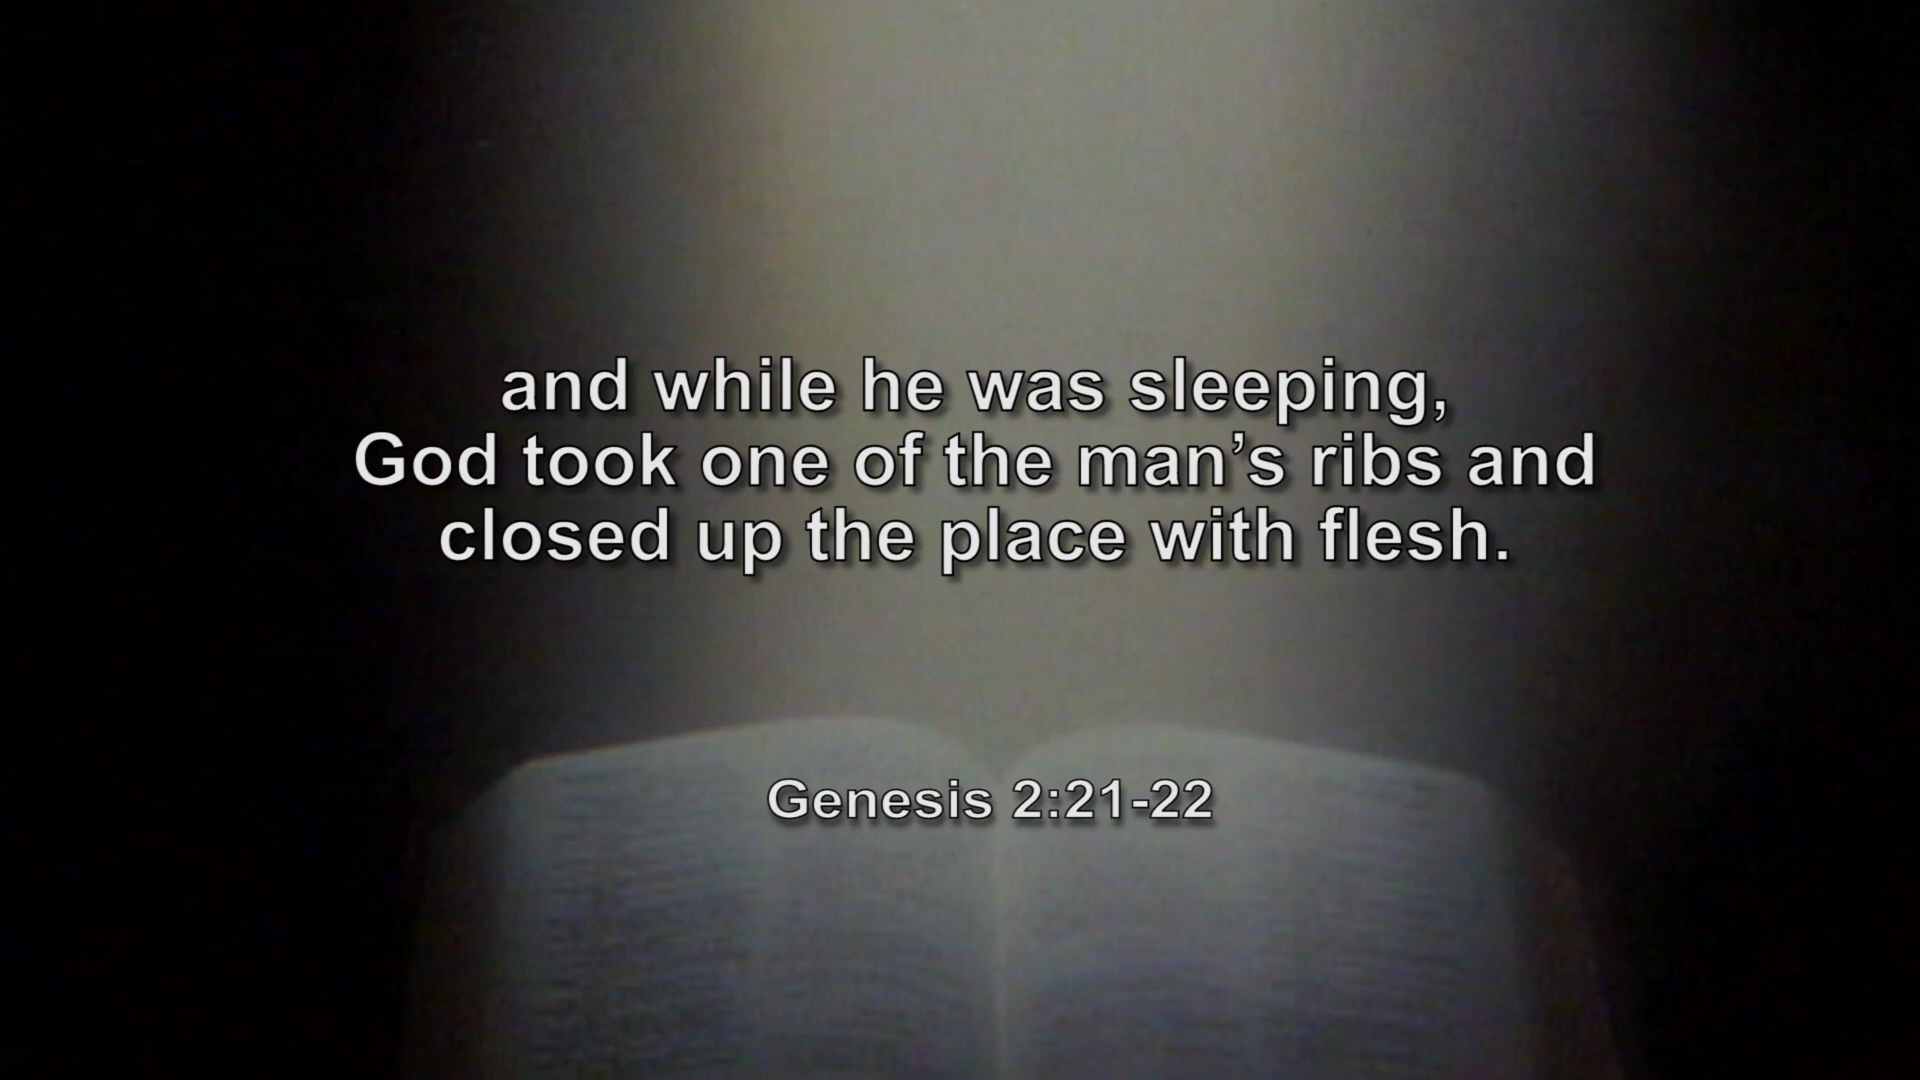 and while he was sleeping,
God took one of the man’s ribs and
closed up the place with flesh.
Genesis 2:21-22